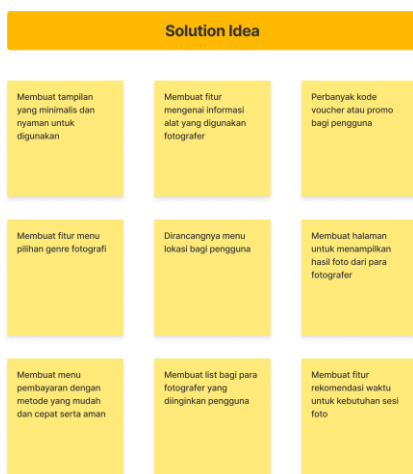 Solution Idea
Membuat tampilan
yang minimalis dan
nyaman untuk
digunakan
Membuat fitur
mengenai informasi
alat yang digunakan
fotografer
Perbanyak kode
voucher atau promo
bagi pengguna
Membuat fitur menu
pilihan genre fotografi
Dirancangnya menu
lokasi bagi pengguna
Membuat halaman
untuk menampilkan
hasil foto dari para
fotografer
Membuat menu
pembayaran dengan
metode yang mudah
dan cepat serta aman
Membuat list bagi para
fotografer yang
diinginkan pengguna
Membuat fitur
rekomendasi waktu
untuk kebutuhan sesi
foto